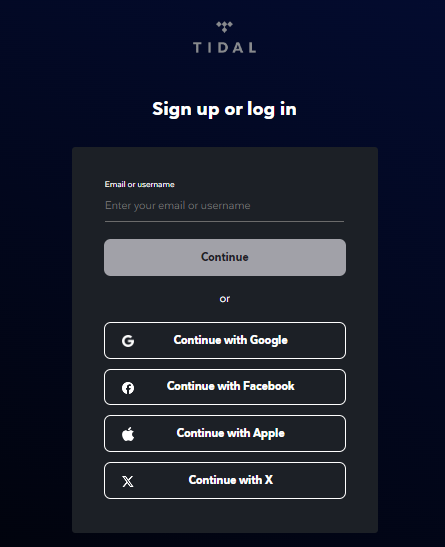 TIDAL
Sign up or log in
Email or username
Enter your email or username
Continue
or
Continue with Google
Continue with Facebook
Continue with Apple
Continue with X